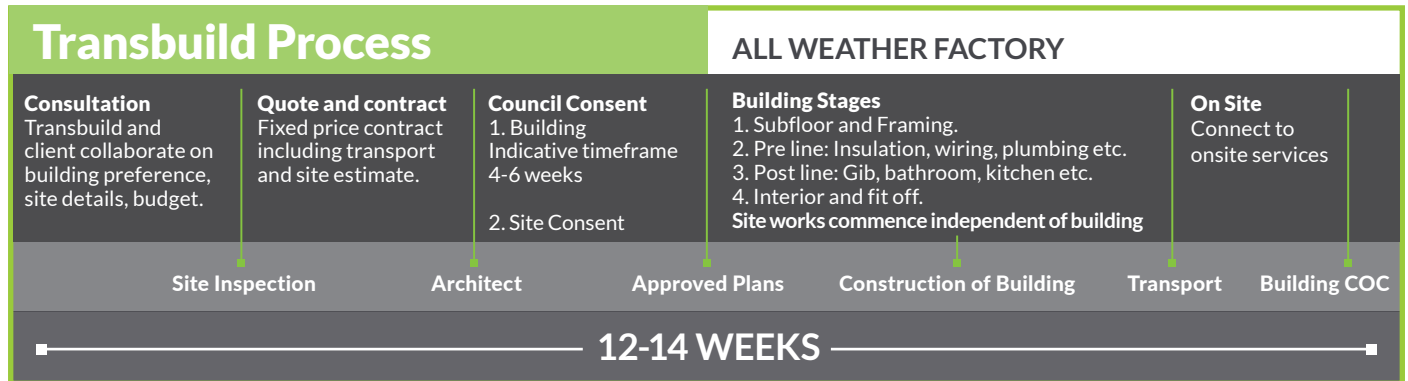 Transbuild Process
ALL WEATHER FACTORY
Consultation
Transbuild and
client collaborate on
building preference,
site details, budget.
Quote and contract
Fixed price contract
including transport
and site estimate.
Council Consent
1. Building
Indicative timeframe
4-6 weeks
2. Site Consent
Building Stages
1. Subfloor and Framing.
2. Pre line: Insulation, wiring, plumbing etc.
3. Post line: Gib, bathroom, kitchen etc.
4. Interior and fit off.
Site works commence independent of building
On Site
Connect to
onsite services
Site Inspection
Architect
Approved Plans
Construction of Building
Transport
Building COC
12-14 WEEKS